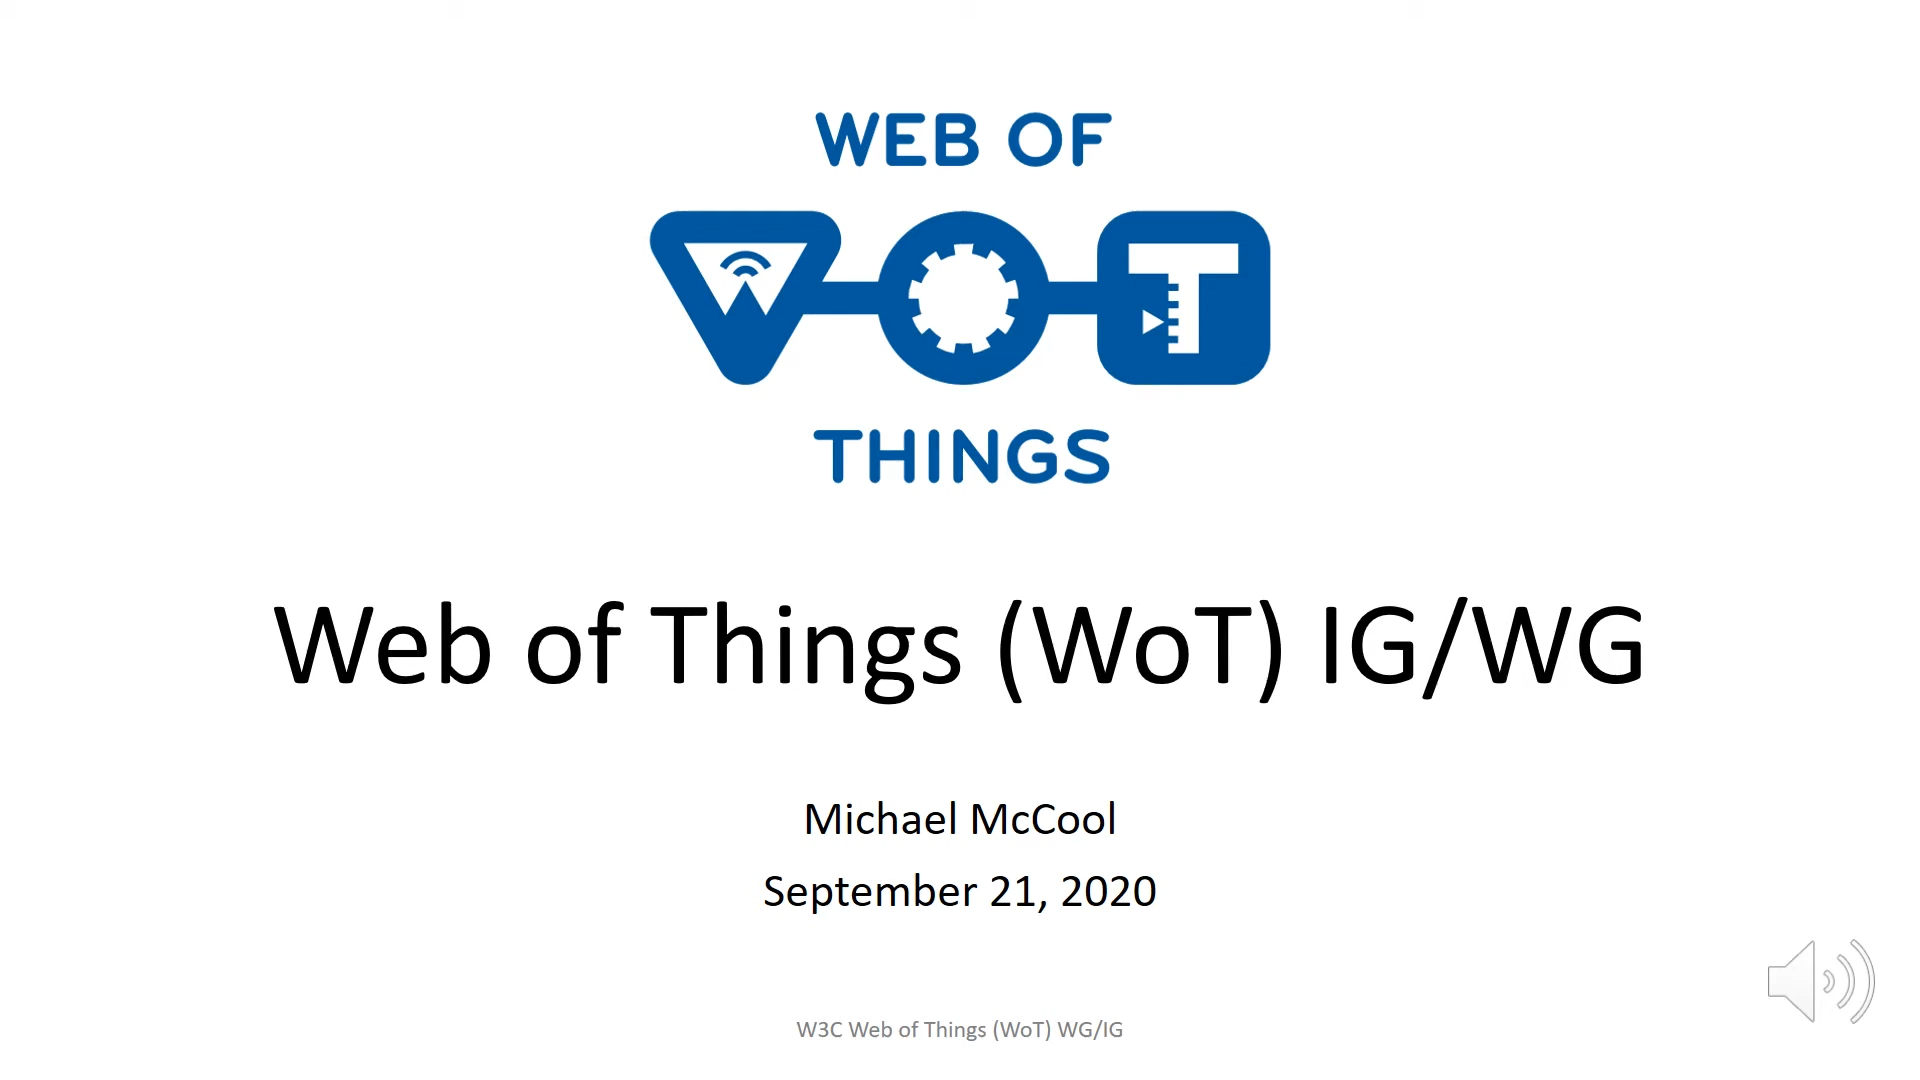 WEB OF
WOT
THINGS
Web of Things (WoT) IG/WG
Michael McCool
September 21, 2020
W3C Web of Things (WoT) WG/IG